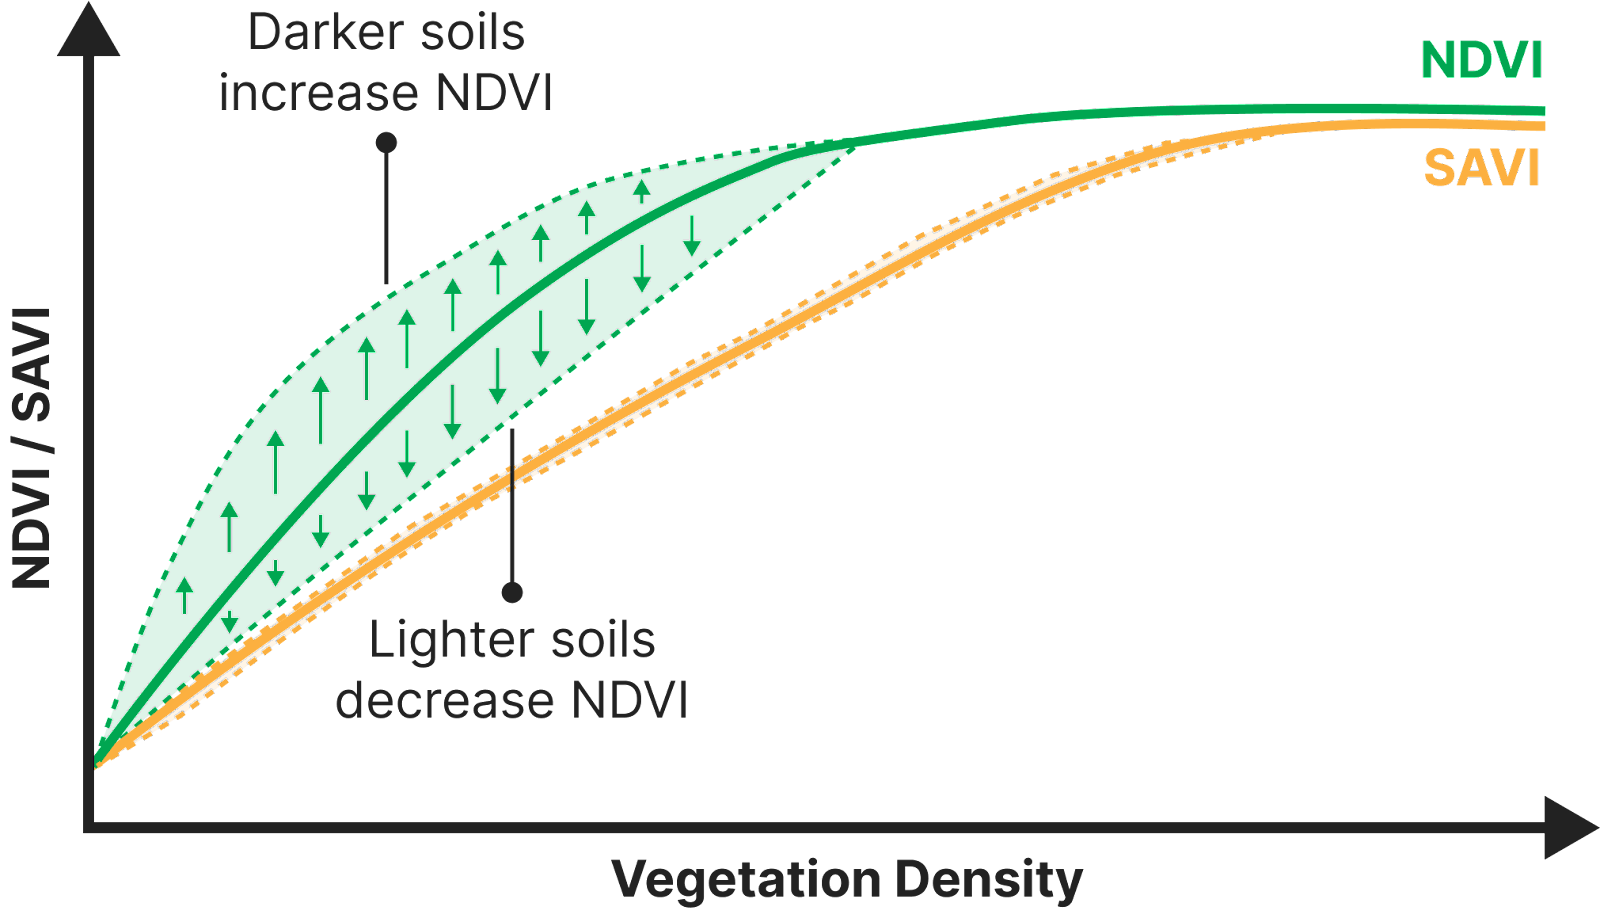 Darker soils
increase NDVI
NDVI
SAVI
NDVI / SAVI
Lighter soils
decrease NDVI
Vegetation Density